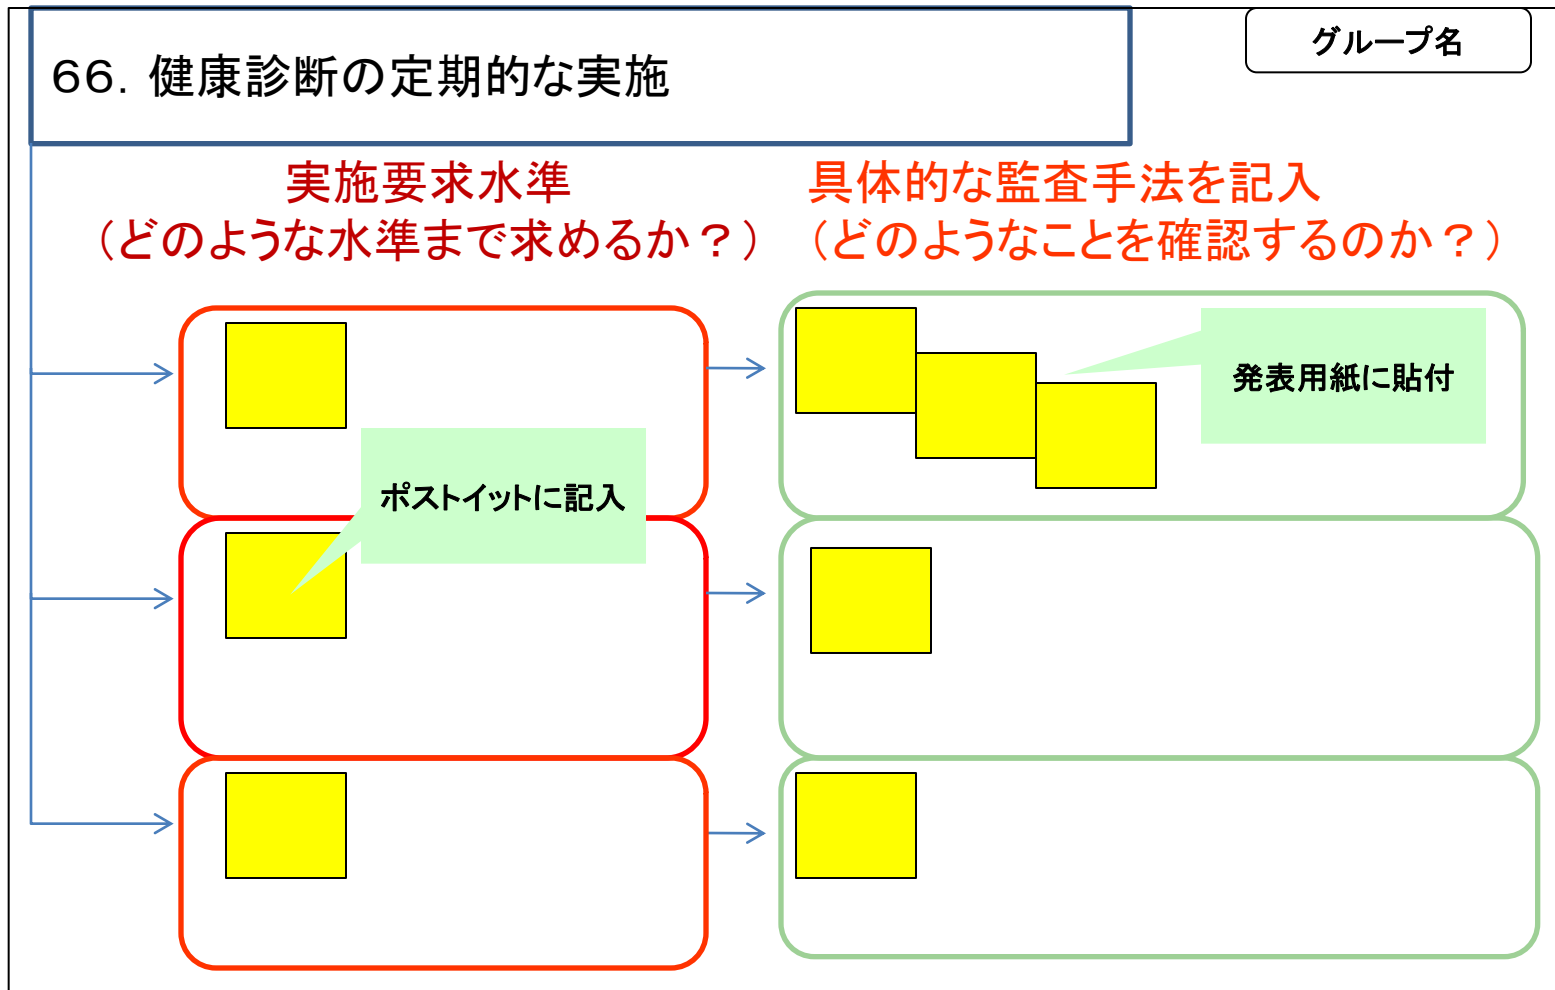 グループ名
66．健康診断の定期的な実施
実施要求水準
（どのような水準まで求めるか？）
具体的な監査手法を記入
（どのようなことを確認するのか？）
発表用紙に貼付
ポストイットに記入